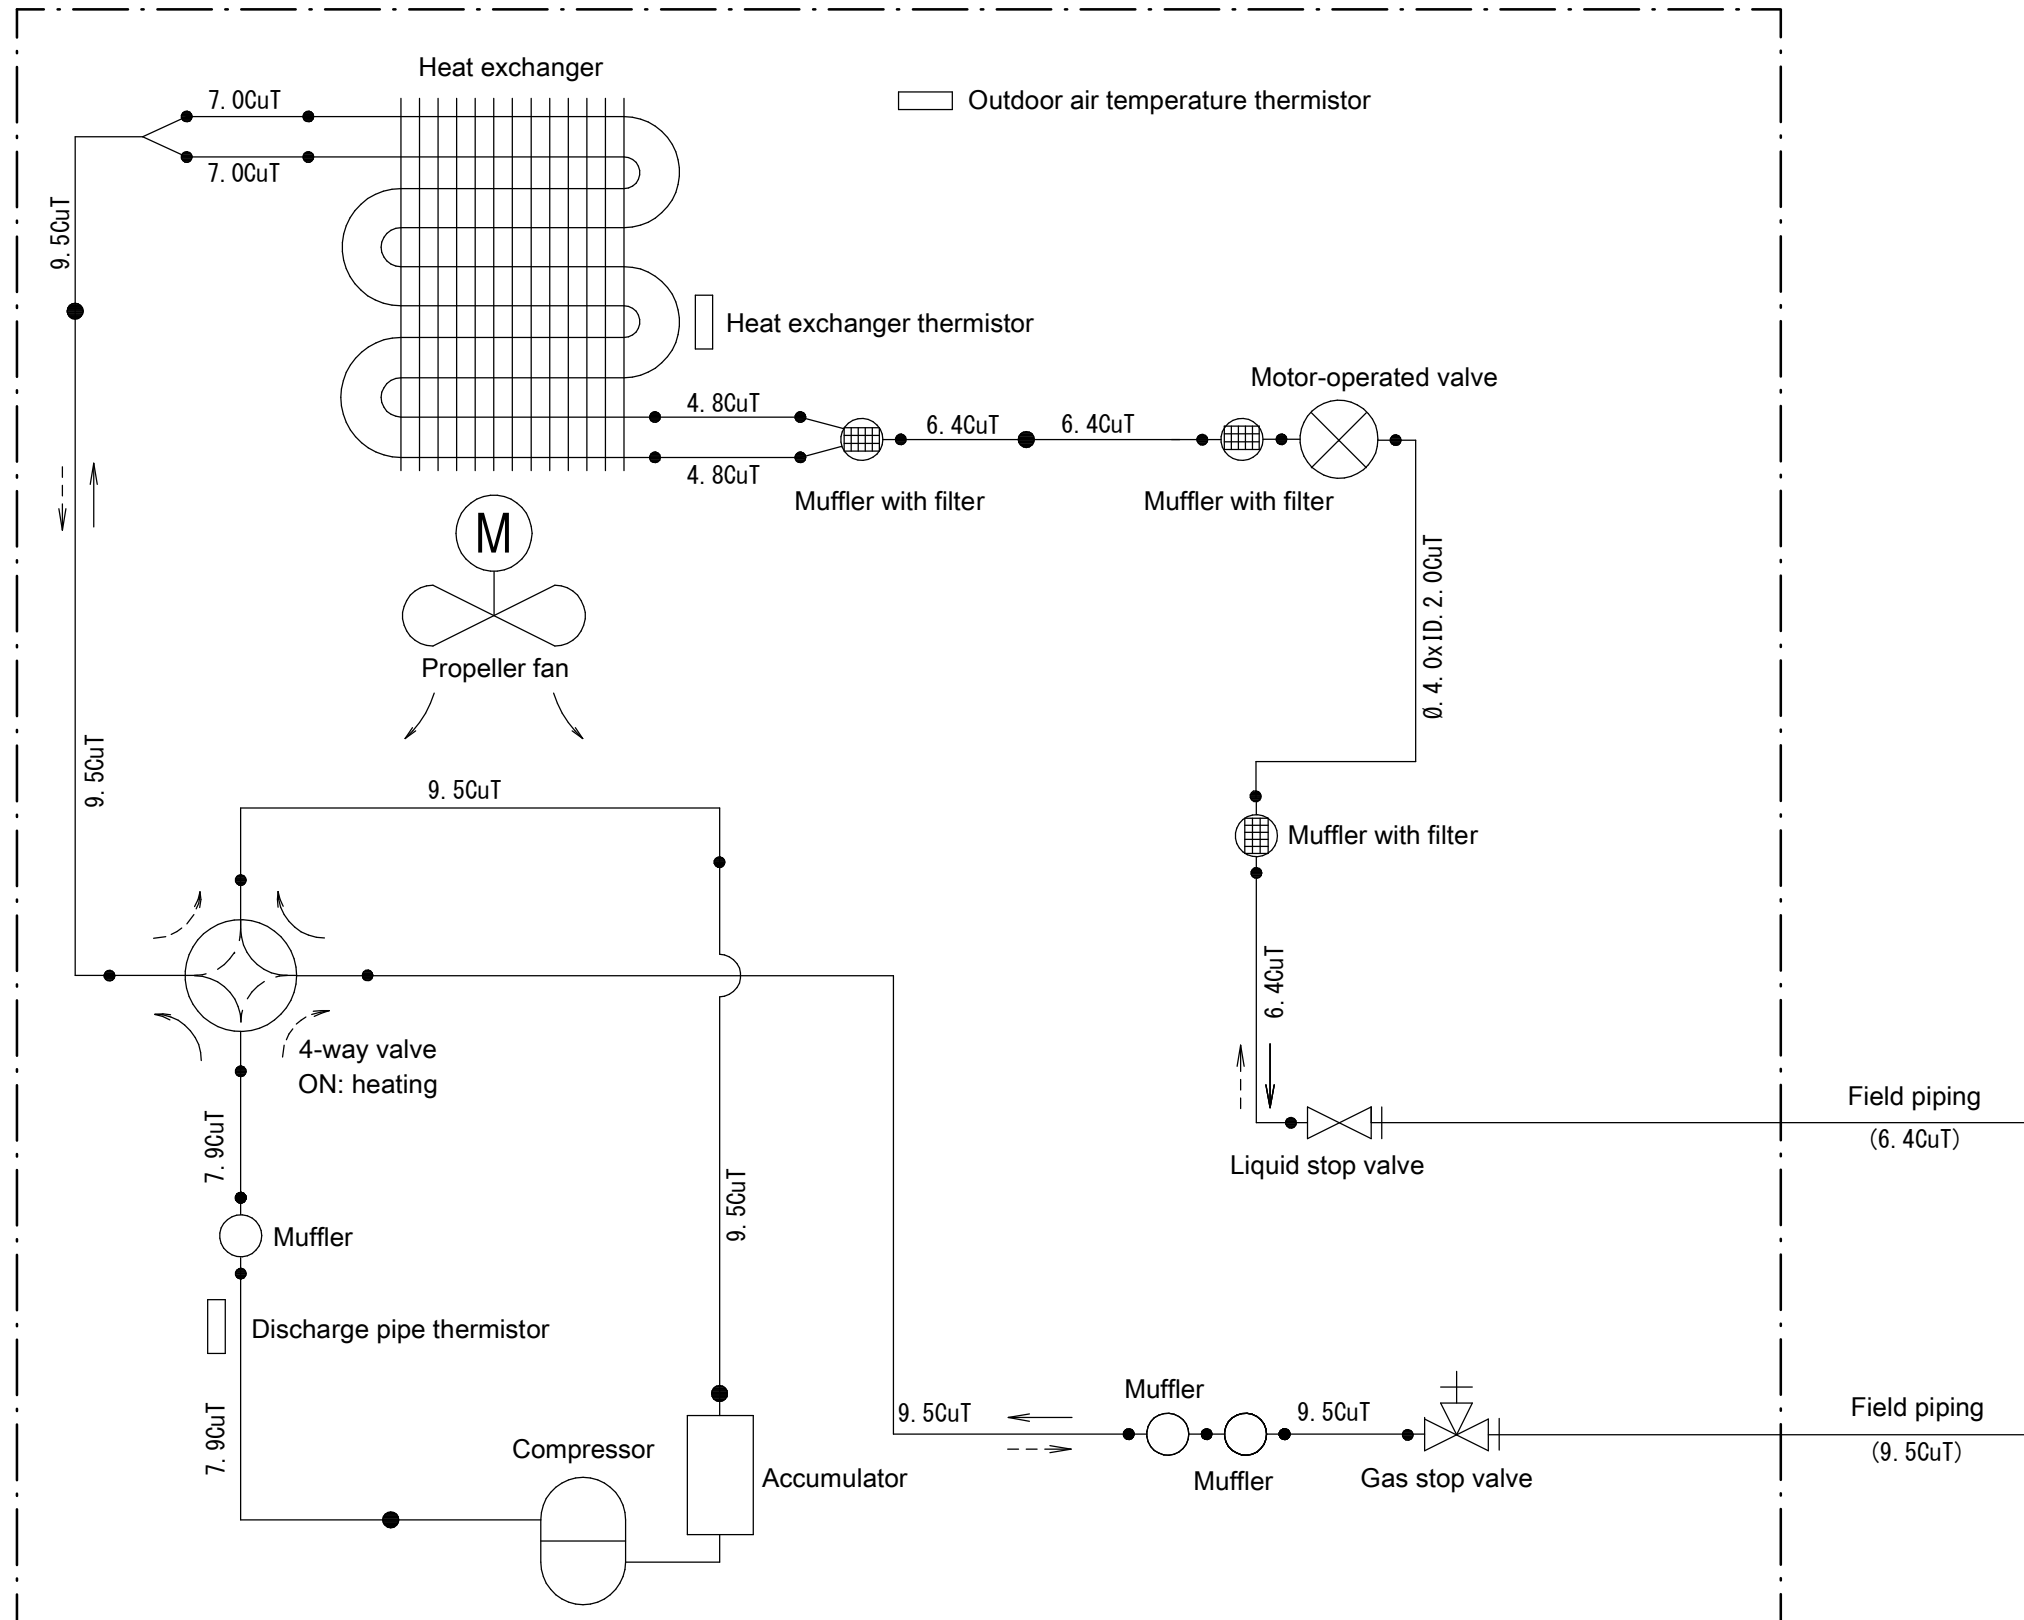 Heat exchanger
Outdoor air temperature thermistor
7.0CuT
7.0CuT
9.5CuT
Heat exchanger thermistor
Motor-operated valve
4.8CuT
6.4CuT
6.4CuT
4.8CuT
Muffler with filter
Muffler with filter
M
Ø.4.0xID.2.0CuT
Propeller fan
9.5CuT
9.5CuT
Muffler with filter
6.4CuT
4-way valve
ON: heating
Field piping
(6.4CuT)
7.9CuT
Liquid stop valve
9.5CuT
Muffler
Discharge pipe thermistor
Muffler
7.9CuT
9.5CuT
9.5CuT
Field piping
(9.5CuT)
Compressor
Accumulator
Muffler
Gas stop valve